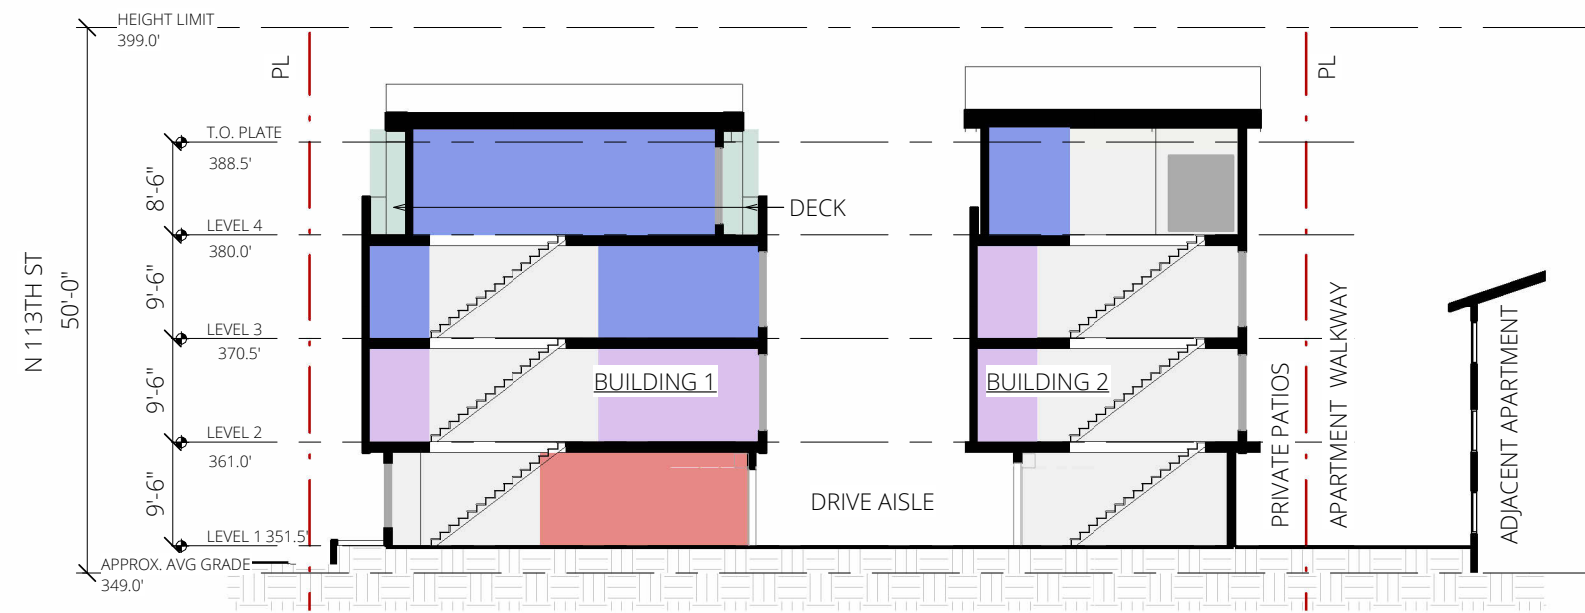 HEIGHT LIMIT
399.0'
PL
PL
T.O. PLATE
388.5'
8'-6"
DECK
LEVEL 4
380.0'
9'-6"
N 113TH ST
50'-0"
LEVEL 3
370.5'
9'-6"
BUILDING 1
BUILDING 2
LEVEL 2
361.0'
9'-6"
DRIVE AISLE
PRIVATE PATIOS
APARTMENT WALKWAY
ADJACENT APARTMENT
LEVEL 1 351.5'
APPROX. AVG GRADE
349.0'